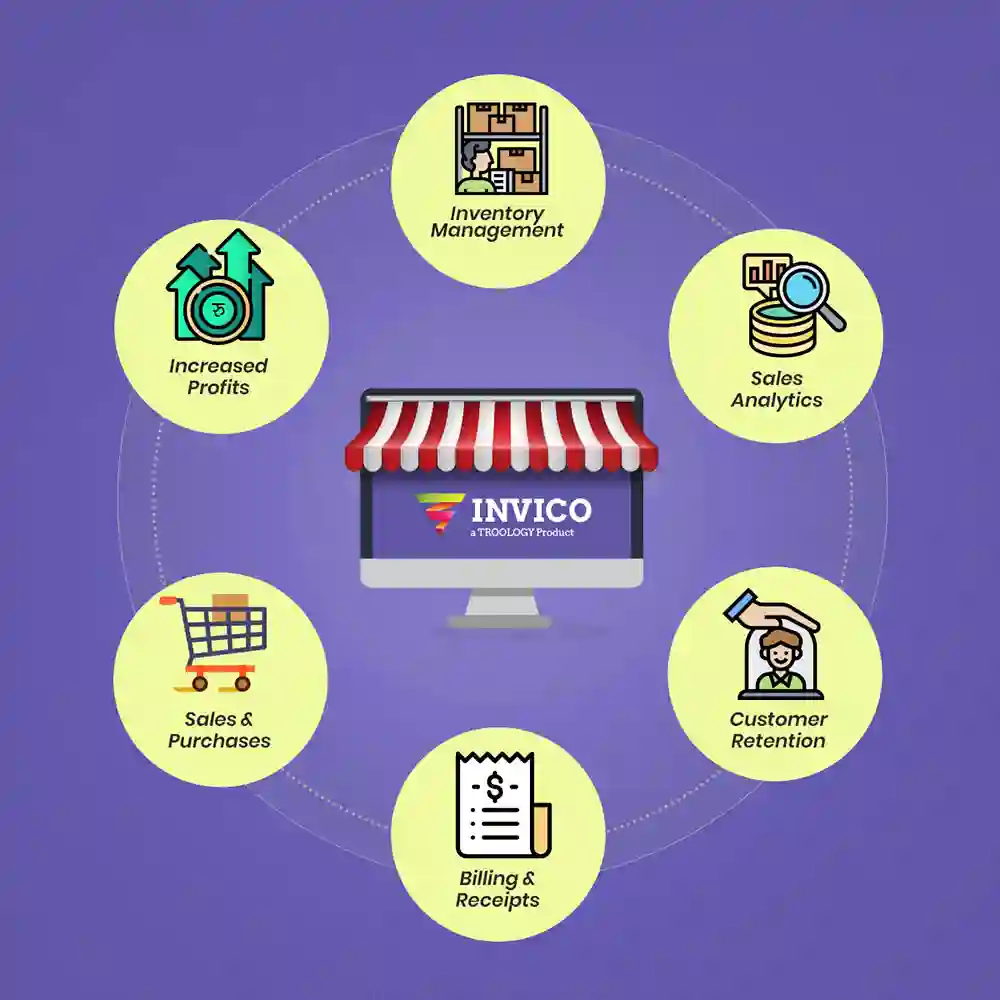 Inventory
Management
Sales
Analytics
Customer
Retention
Billing &
Receipts
Sales &
Purchases
Increased
Profits
रु
INVICO
a TROOLOGY Product
$